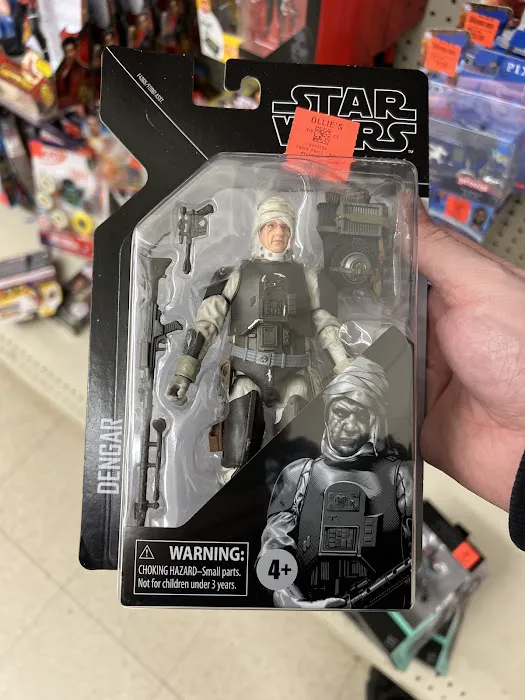 STAR
WARS
OLLIE'S
DENGAR
WARNING:
CHOKING HAZARD–Small parts.
Not for children under 3 years.
4+